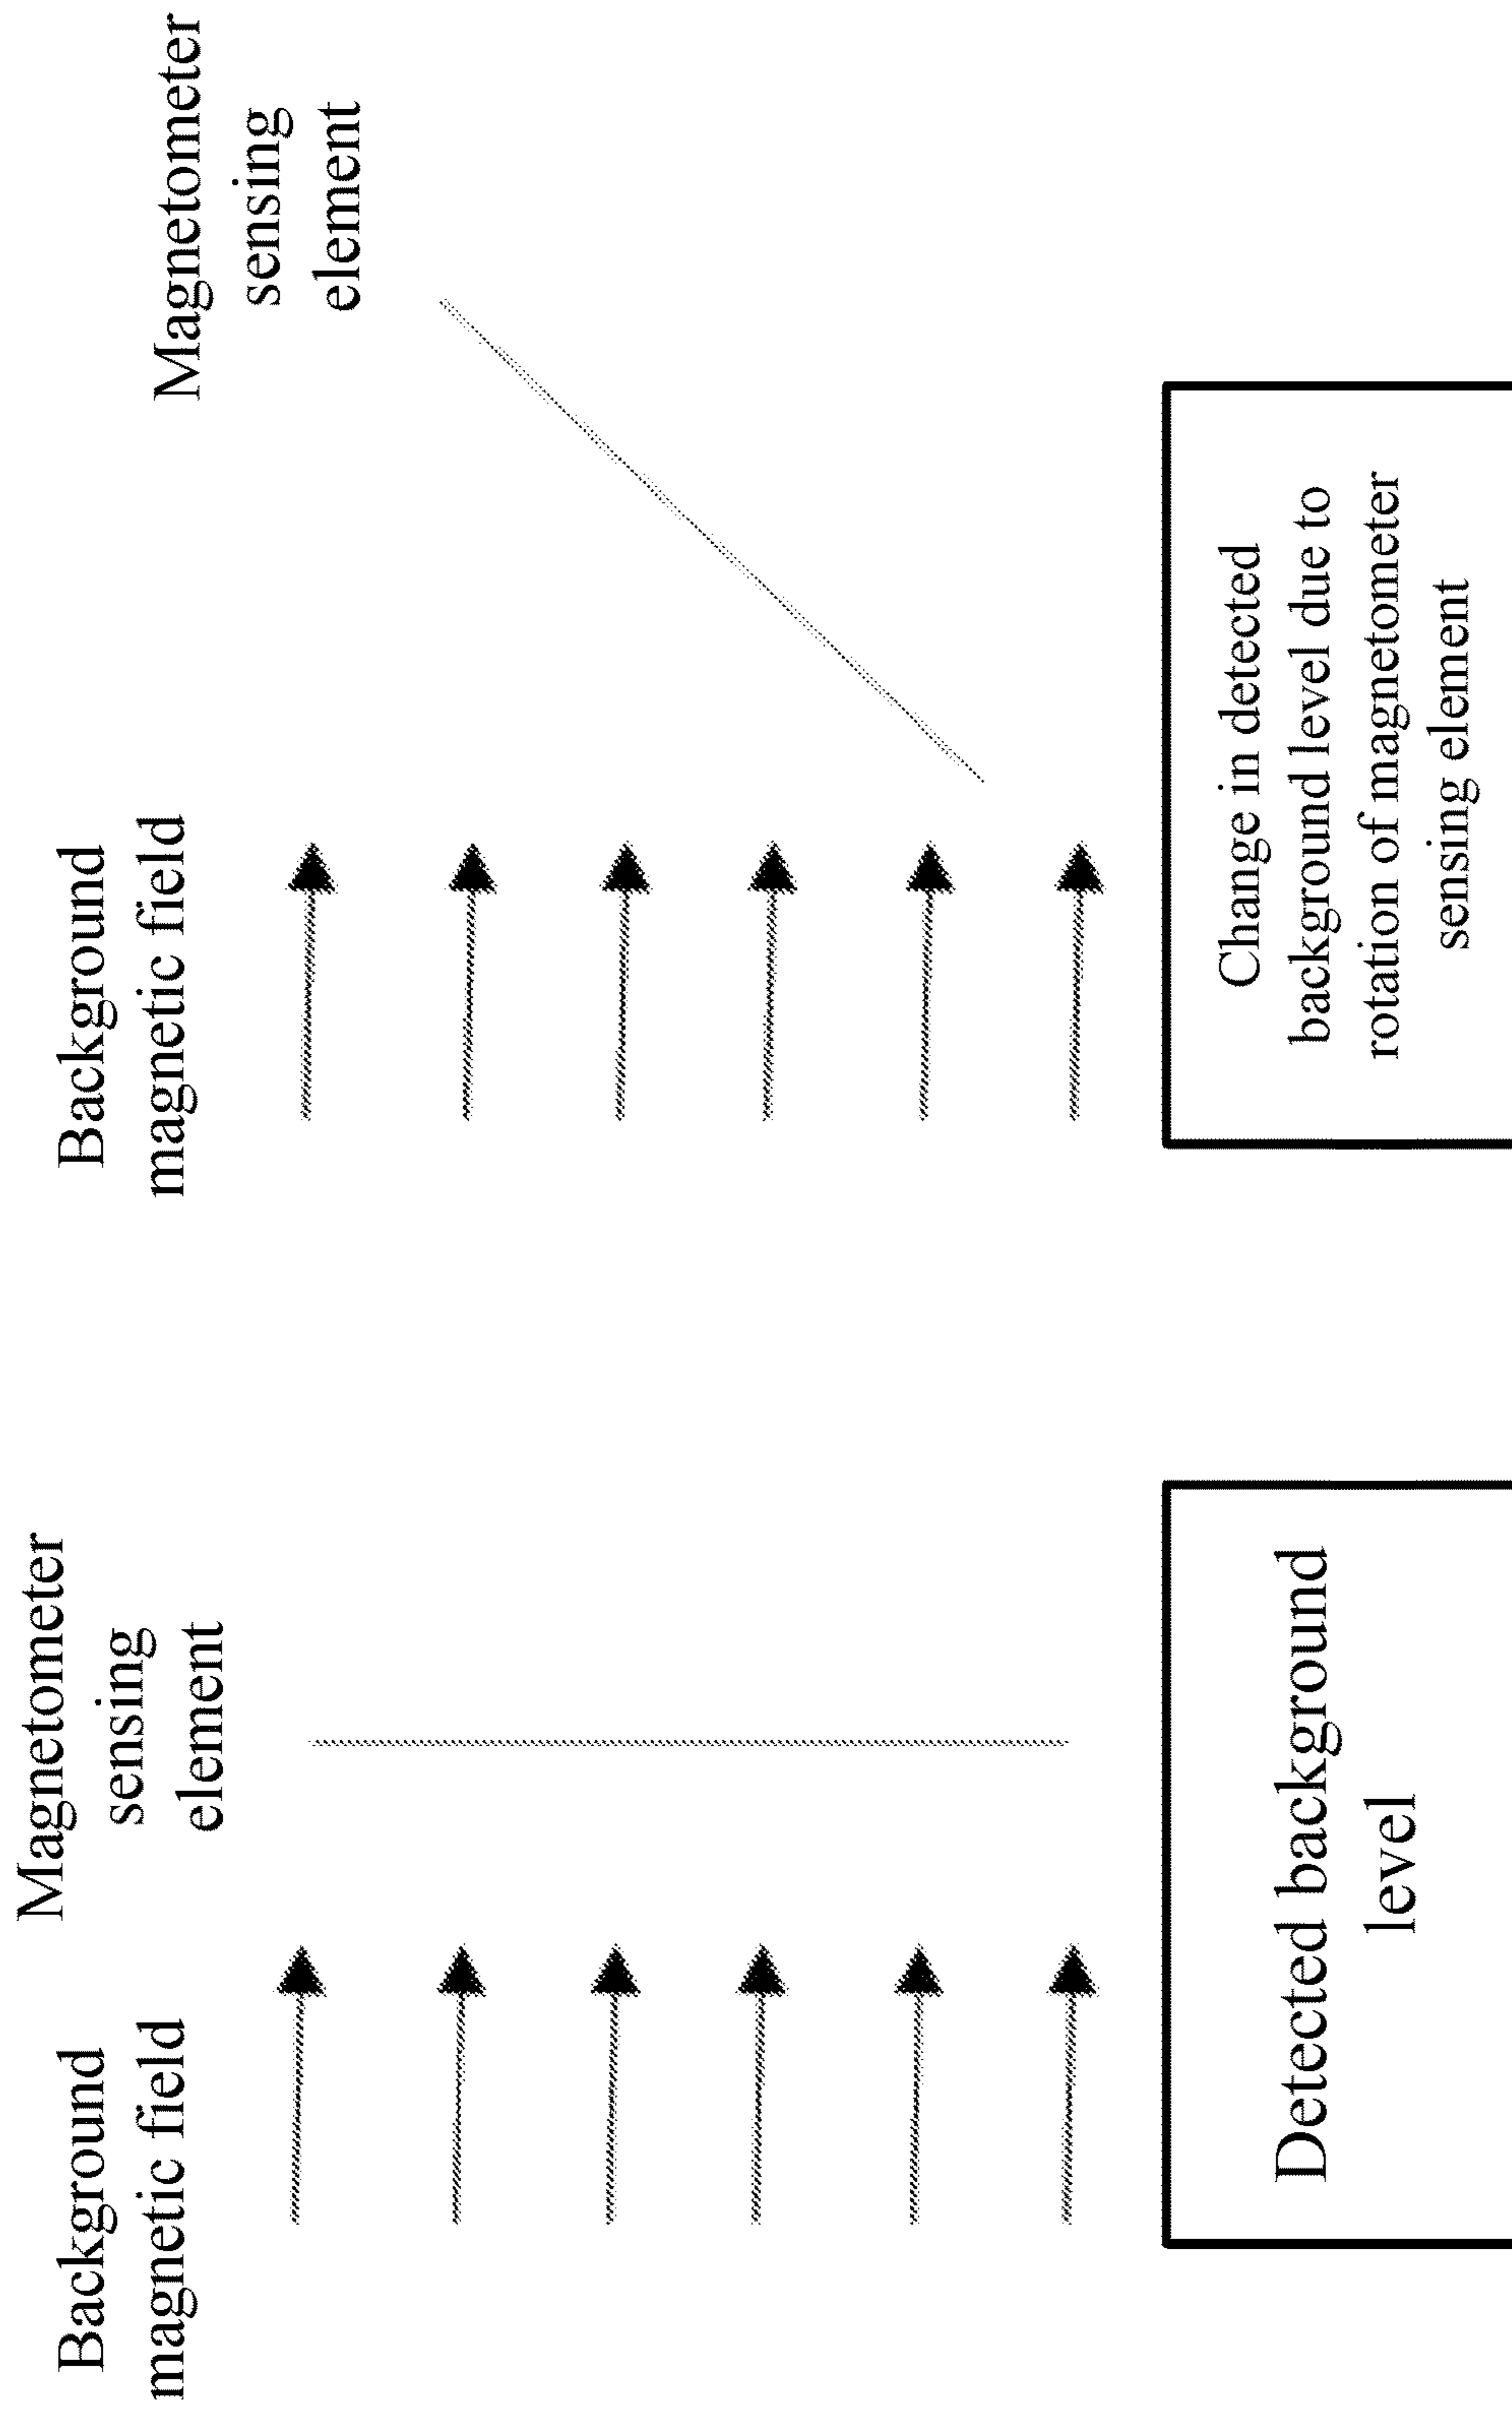 Background
magnetic field
Magnetometer
sensing
element
Detected background
level
Background
magnetic field
Magnetometer
sensing
element
Change in detected
background level due to
rotation of magnetometer
sensing element